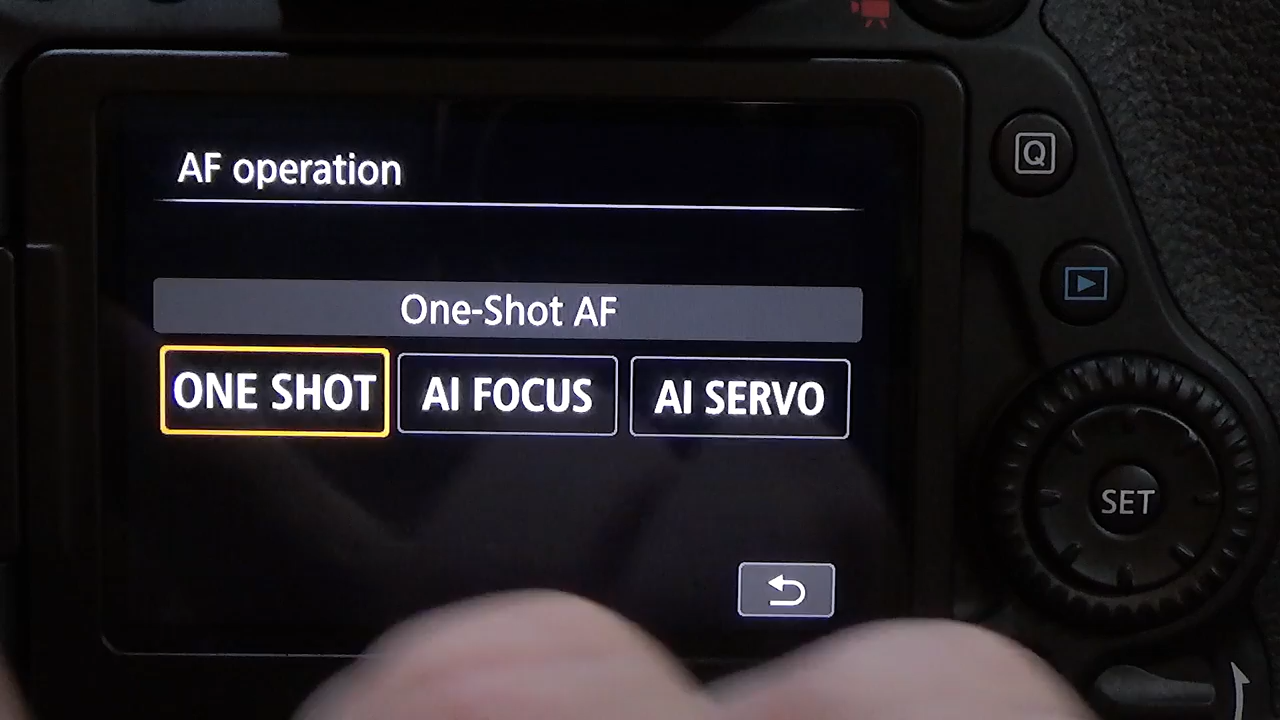 AF operation
Q
One-Shot AF
ONE SHOT AI FOCUS AI SERVO
SET